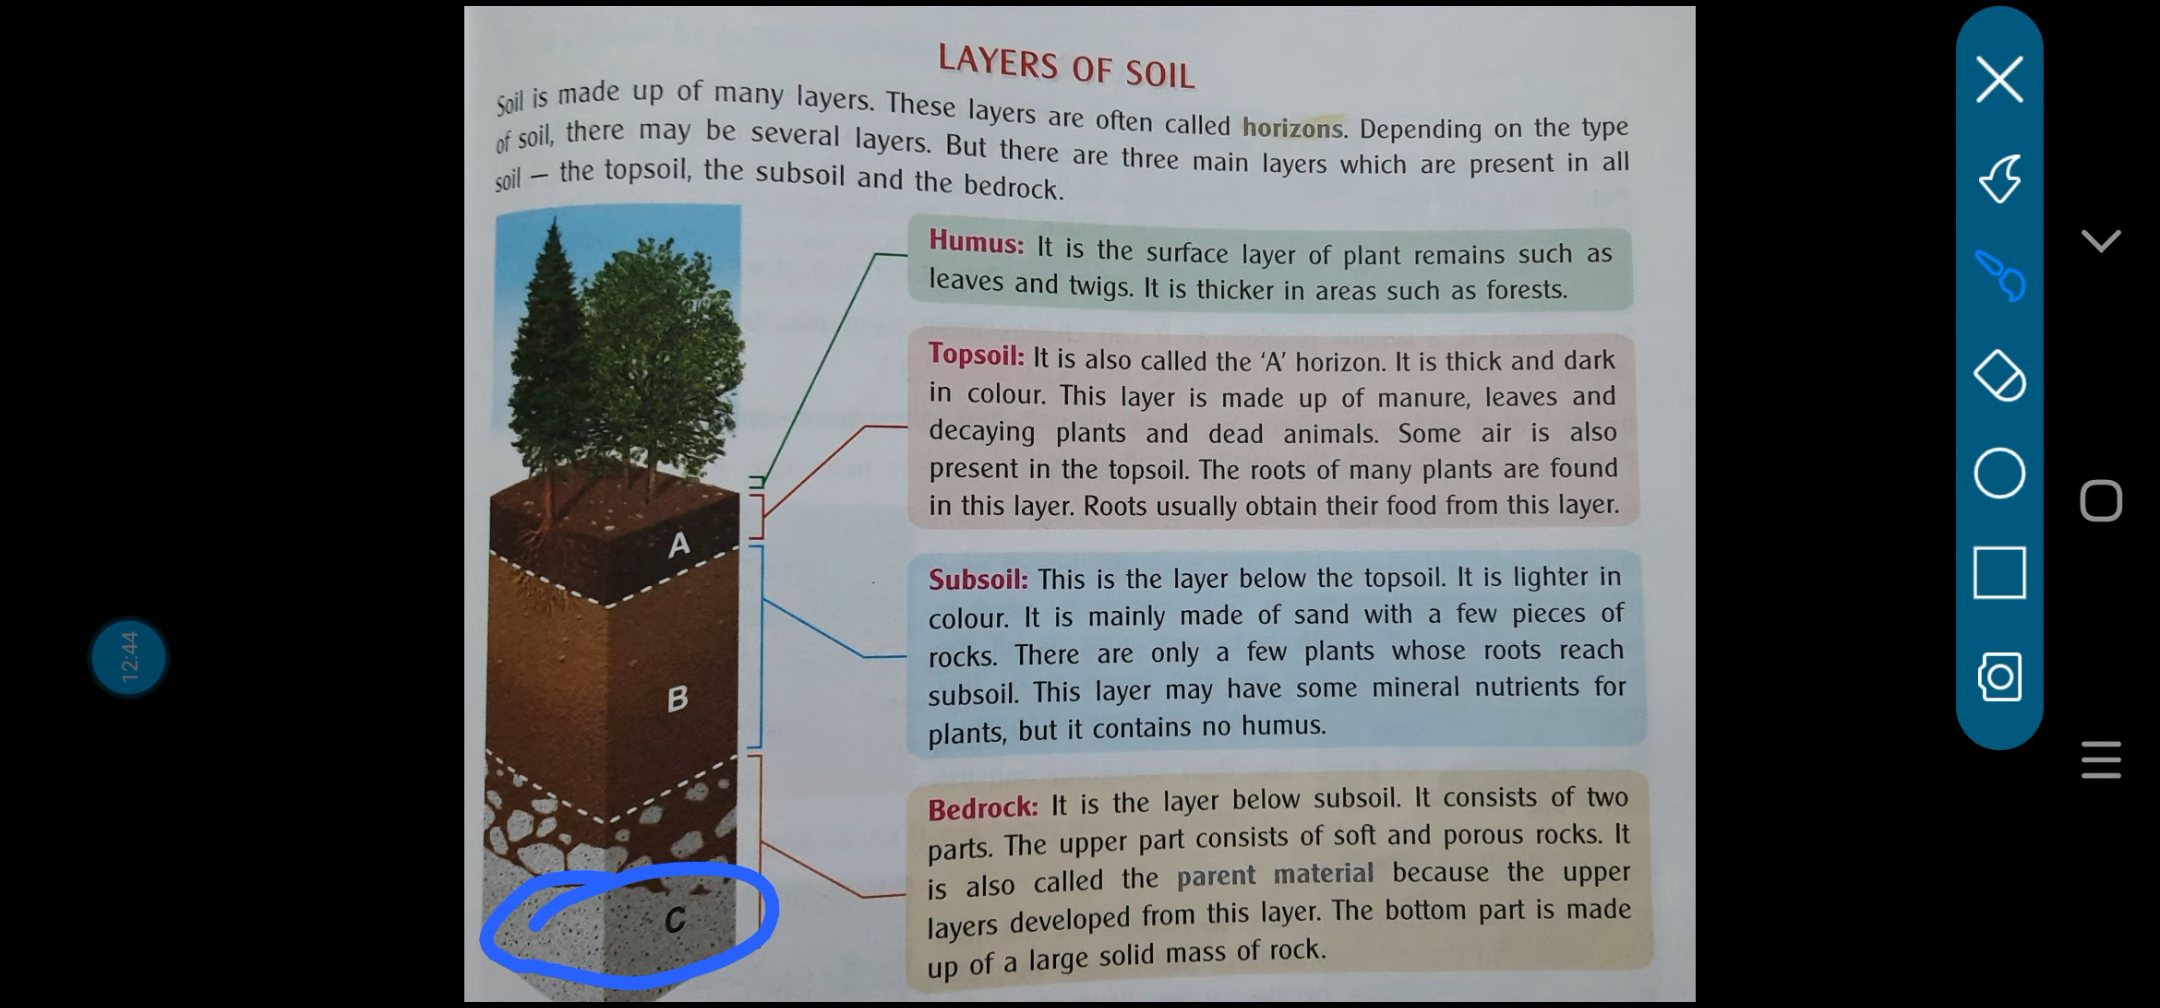 LAYERS OF SOIL
Soil is made up of many layers. These layers are often called horizons. Depending on the type
of soil, there may be several layers. But there are three main layers which are present in all
soil – the topsoil, the subsoil and the bedrock.
Humus: It is the surface layer of plant remains such as
leaves and twigs. It is thicker in areas such as forests.
Topsoil: It is also called the ‘A’ horizon. It is thick and dark
in colour. This layer is made up of manure, leaves and
decaying plants and dead animals. Some air is also
present in the topsoil. The roots of many plants are found
in this layer. Roots usually obtain their food from this layer.
A
Subsoil: This is the layer below the topsoil. It is lighter in
colour. It is mainly made of sand with a few pieces of
rocks. There are only a few plants whose roots reach
subsoil. This layer may have some mineral nutrients for
plants, but it contains no humus.
B
Bedrock: It is the layer below subsoil. It consists of two
parts. The upper part consists of soft and porous rocks. It
is also called the parent material because the upper
layers developed from this layer. The bottom part is made
up of a large solid mass of rock.
C
12:44